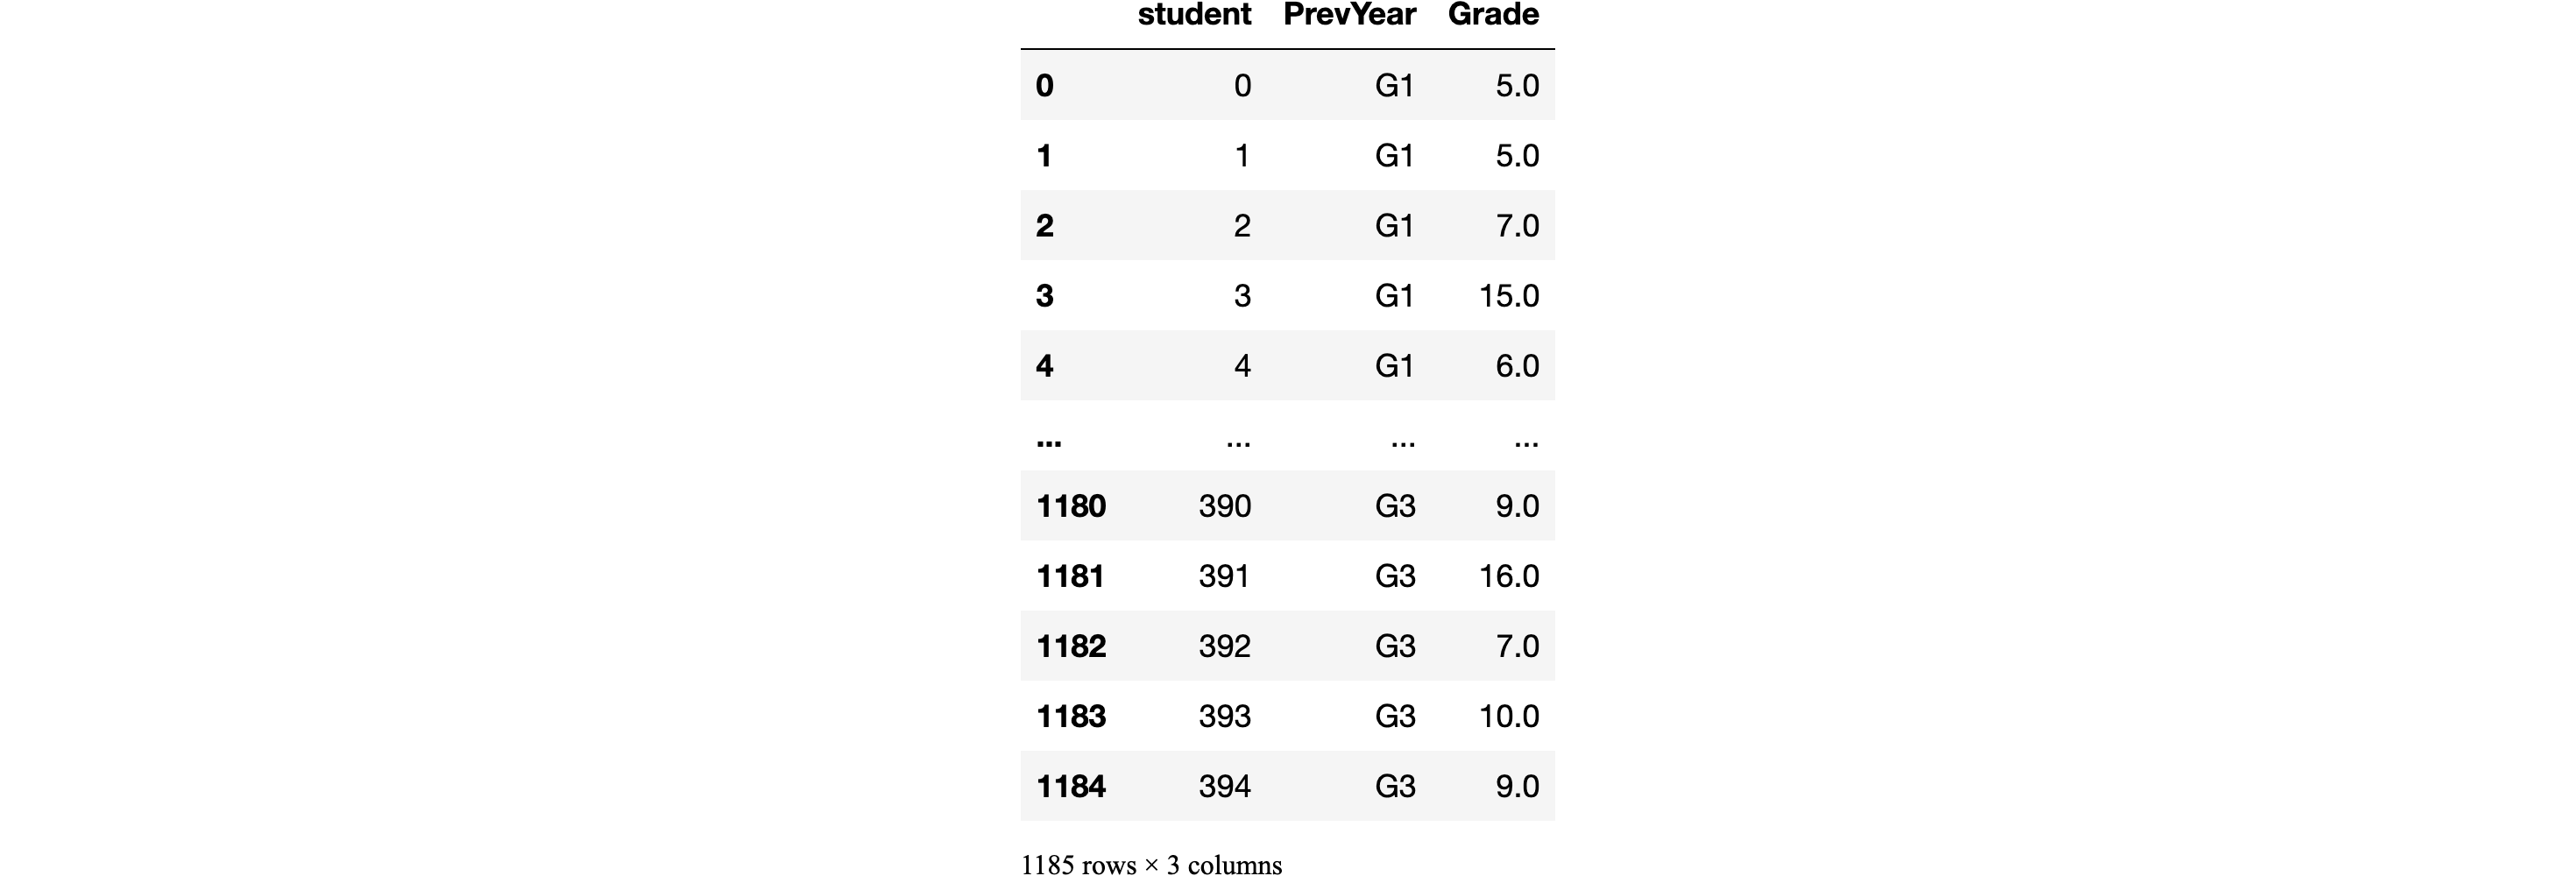 student PrevYear Grade
0 0 G1 5.0
1 1 G1 5.0
2 2 G1 7.0
3 3 G1 15.0
4 4 G1 6.0
... ... ... ...
1180 390 G3 9.0
1181 391 G3 16.0
1182 392 G3 7.0
1183 393 G3 10.0
1184 394 G3 9.0
1185 rows × 3 columns